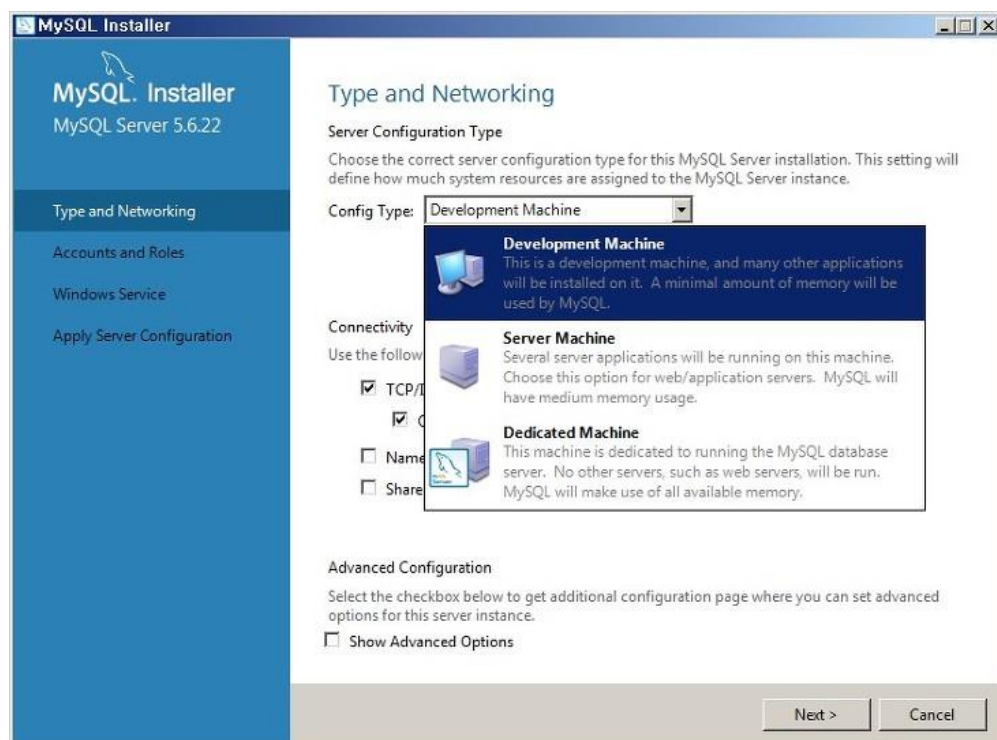 MySQL Installer
MySQL. Installer
MySQL Server 5.6.22
Type and Networking
Accounts and Roles
Windows Service
Apply Server Configuration
Type and Networking
Server Configuration Type
Choose the correct server configuration type for this MySQL Server installation. This setting will
define how much system resources are assigned to the MySQL Server instance.
Config Type: Development Machine
Development Machine
This is a development machine, and many other applications
will be installed on it. A minimal amount of memory will be
used by MySQL.
Server Machine
Several server applications will be running on this machine.
Choose this option for web/application servers. MySQL will
have medium memory usage.
Dedicated Machine
This machine is dedicated to running the MySQL database
server. No other servers, such as web servers, will be run.
MySQL will make use of all available memory.
Connectivity
Use the follow
TCP/I
Name
Share
Advanced Configuration
Select the checkbox below to get additional configuration page where you can set advanced
options for this server instance.
Show Advanced Options
Next >
Cancel